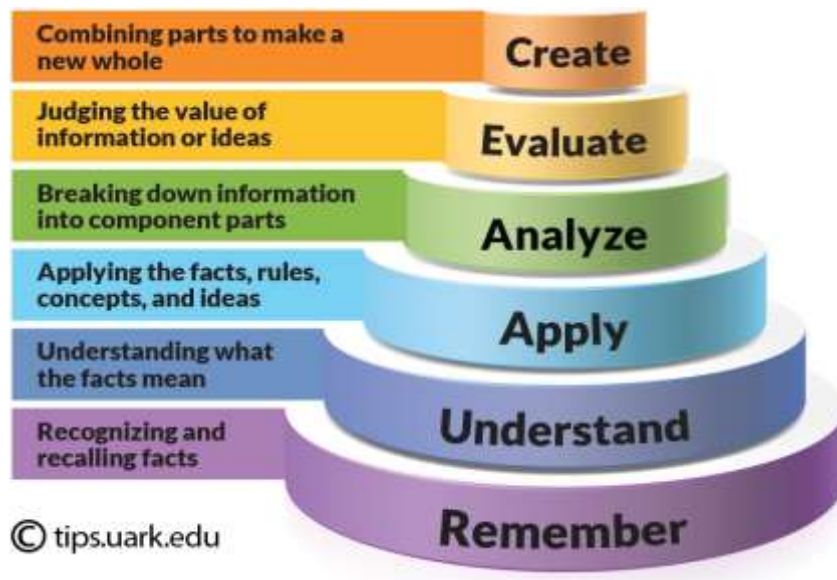 Combining parts to make a
new whole
Create
Judging the value of
information or ideas
Evaluate
Breaking down information
into component parts
Analyze
Applying the facts, rules,
concepts, and ideas
Apply
Understanding what
the facts mean
Understand
Recognizing and
recalling facts
Remember
© tips.uark.edu